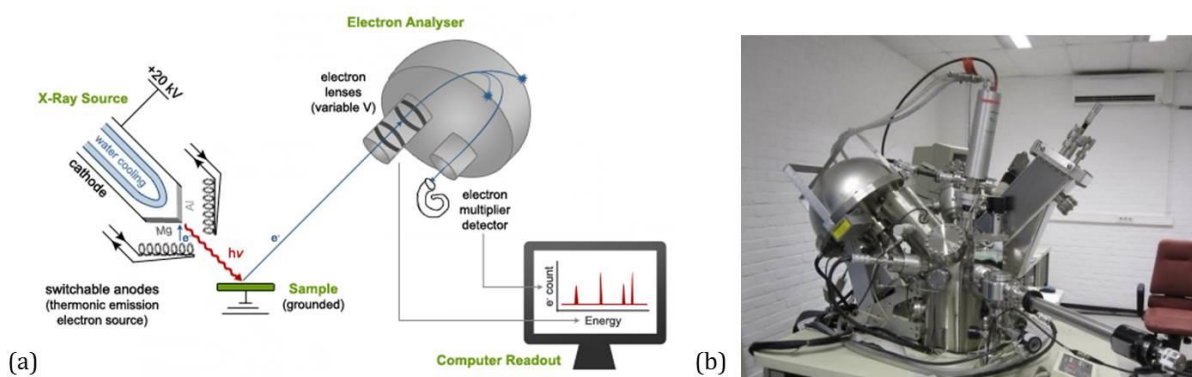 Electron Analyser
+20 kV
X-Ray Source
electron
lenses
(variable V)
water cooling
cathode
Al
Mg
e-
hν
e-
electron
multiplier
detector
switchable anodes
(thermonic emission
electron source)
Sample
(grounded)
e- count
Energy
Computer Readout
(a)
(b)